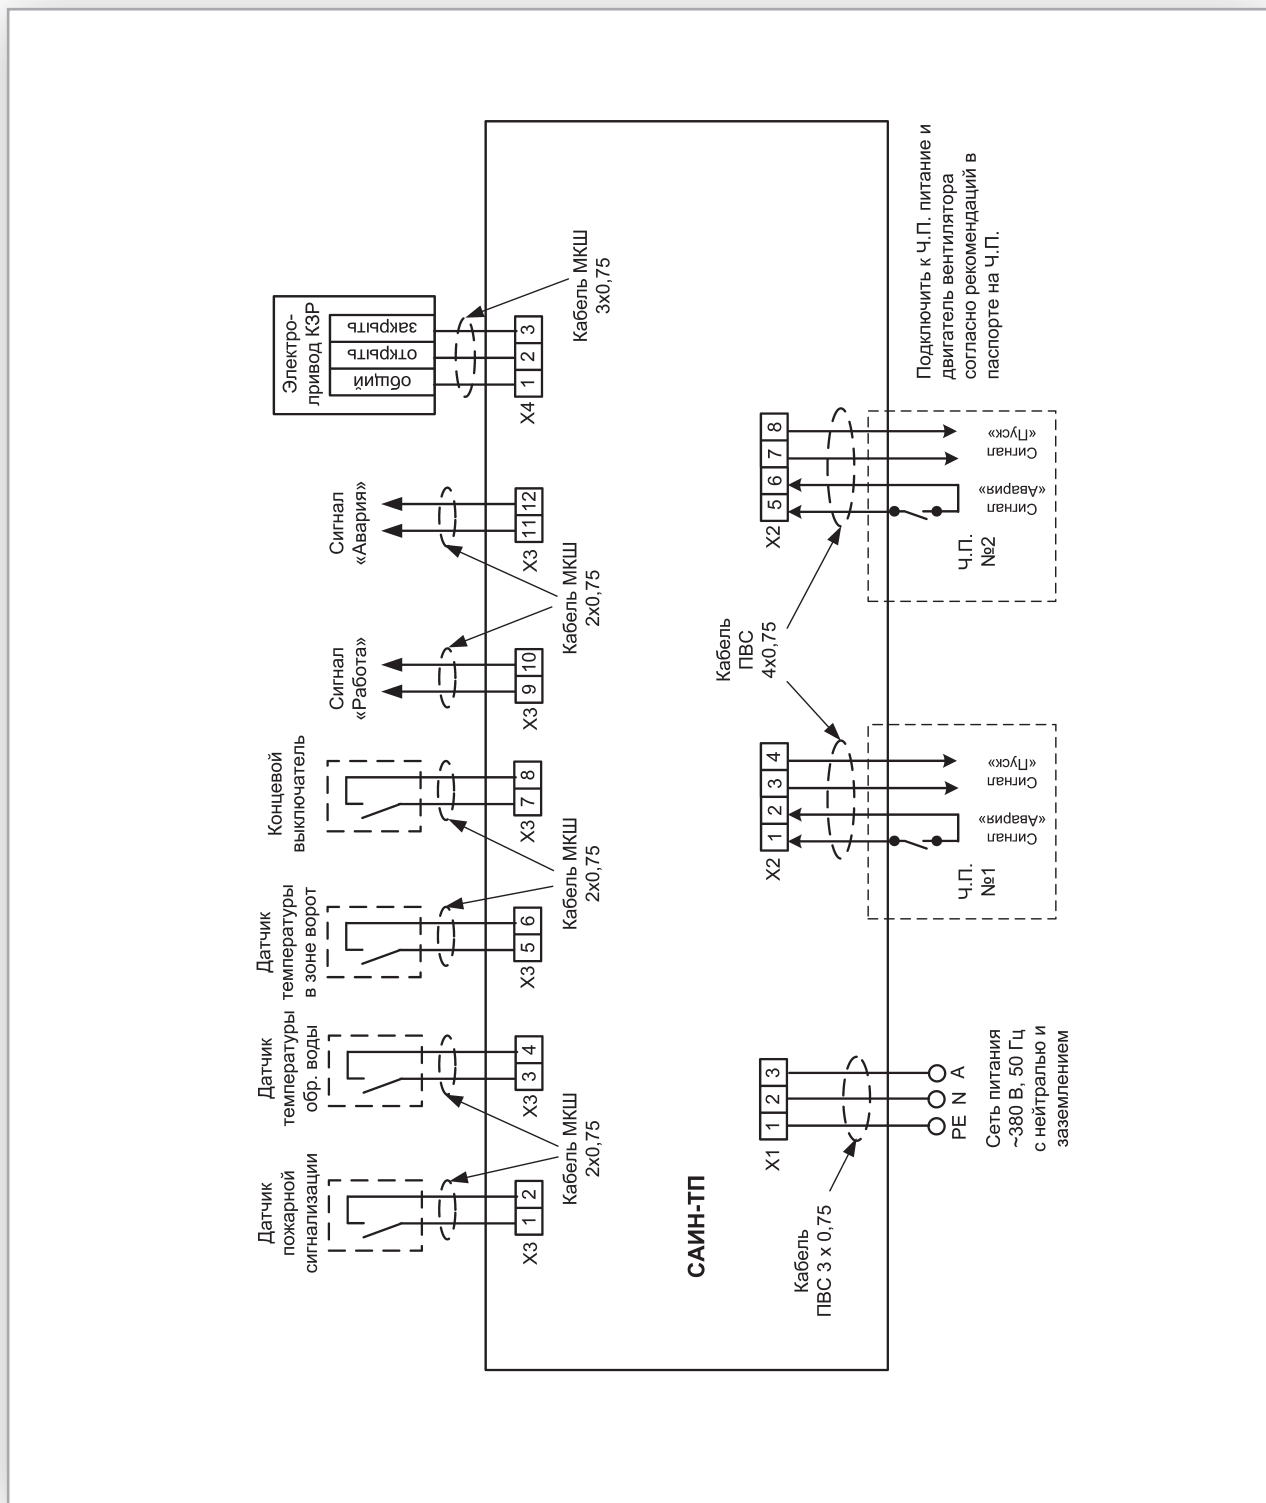 Датчик
пожарной
сигнализации
1
2
Х3
Датчик
температуры
обр. воды
3
4
Х3
Кабель МКШ
2х0,75
Датчик
температуры
в зоне ворот
5
6
Х3
Концевой
выключатель
7
8
Х3
Кабель МКШ
2х0,75
Сигнал
«Работа»
9
10
Х3
Сигнал
«Авария»
11
12
Х3
Кабель МКШ
2х0,75
Электро-
привод КЗР
общий
открыть
закрыть
1
2
3
Х4
Кабель МКШ
3х0,75
САИН-ТП
Х1
1
2
3
PE
N
A
Кабель
ПВС 3 х 0,75
Сеть питания
~380 В, 50 Гц
с нейтралью и
заземлением
Х2
1
2
3
4
Ч.П.
№1
Сигнал
«Авария»
Сигнал
«Пуск»
Кабель
ПВС
4х0,75
Х2
5
6
7
8
Ч.П.
№2
Сигнал
«Авария»
Сигнал
«Пуск»
Подключить к Ч.П. питание и
двигатель вентилятора
согласно рекомендаций в
паспорте на Ч.П.